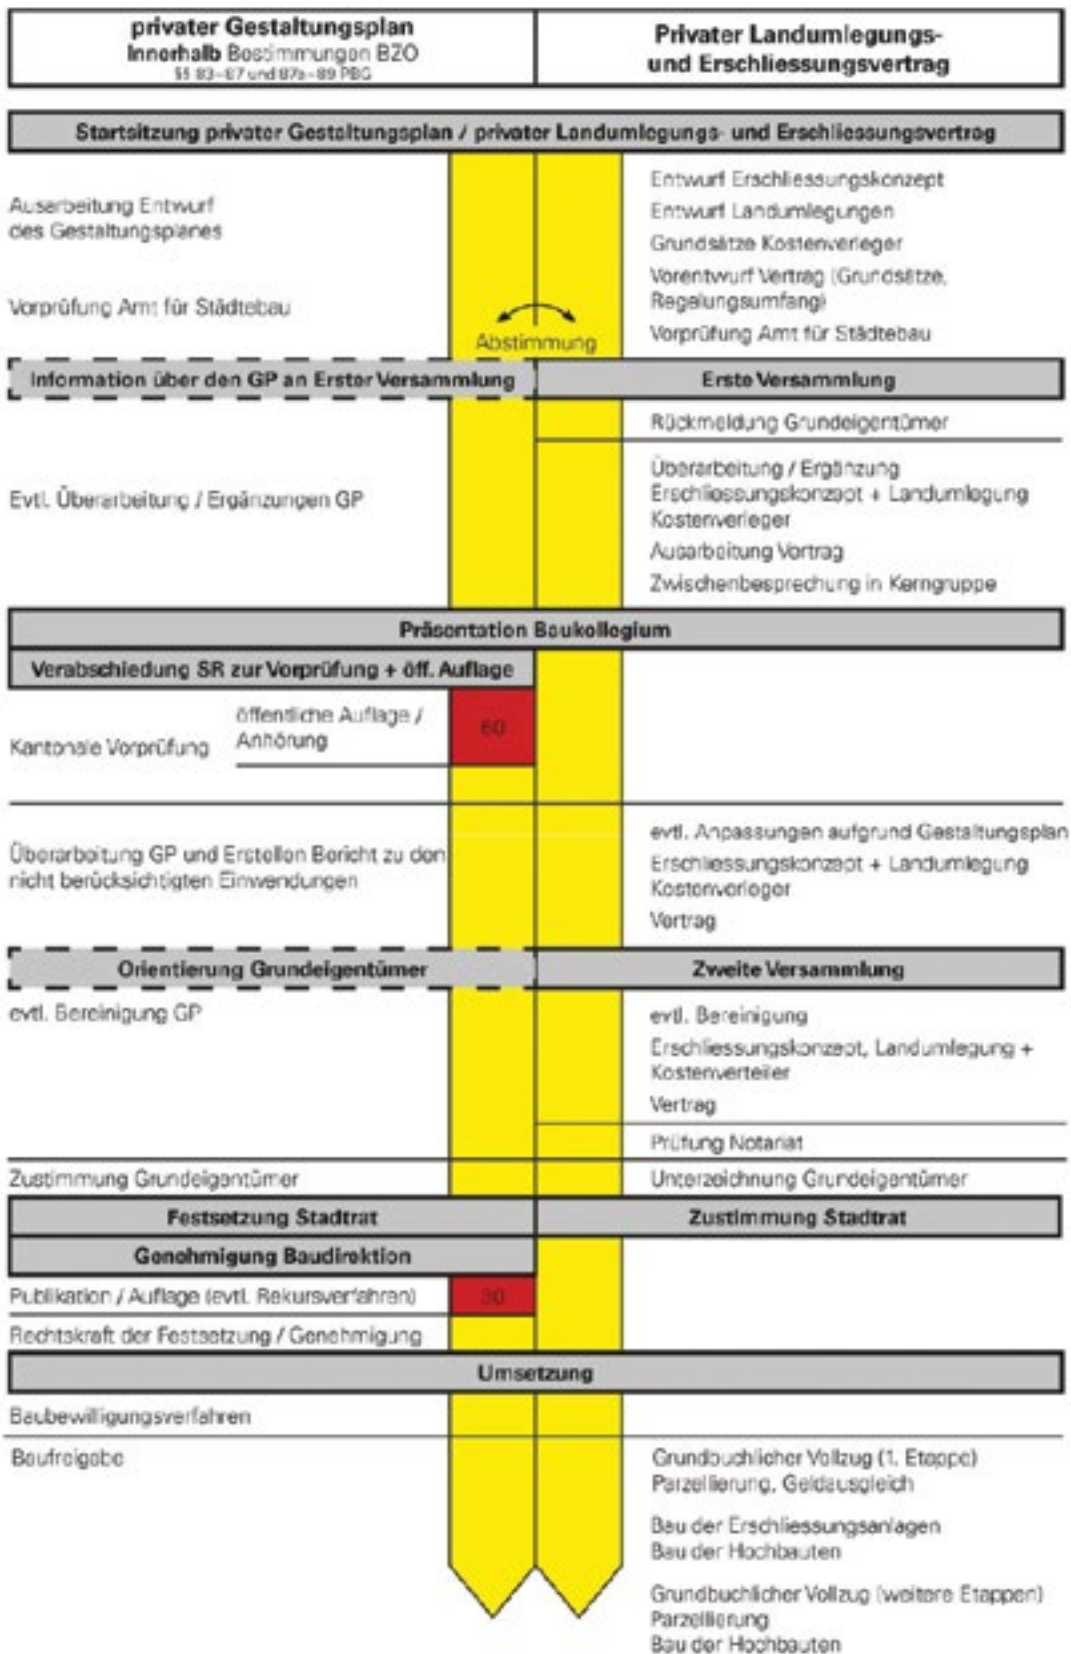 privater Gestaltungsplan
Innerhalb Bestimmungen BZO
§§ 83–87 und 87a–89 PBG
Privater Landumlegungs-
und Erschliessungsvertrag
Startsitzung privater Gestaltungsplan / privater Landumlegungs- und Erschliessungsvertrag
Ausarbeitung Entwurf
des Gestaltungsplanes
Vorprüfung Amt für Städtebau
Entwurf Erschliessungskonzept
Entwurf Landumlegungen
Grundsätze Kostenverleger
Vorentwurf Vertrag (Grundsätze,
Regelungsumfang)
Vorprüfung Amt für Städtebau
Abstimmung
Information über den GP an Erster Versammlung
Erste Versammlung
Rückmeldung Grundeigentümer
Evtl. Überarbeitung / Ergänzungen GP
Überarbeitung / Ergänzung
Erschliessungskonzept + Landumlegung
Kostenverleger
Ausarbeitung Vertrag
Zwischenbesprechung in Kerngruppe
Präsentation Baukollegium
Verabschiedung SR zur Vorprüfung + öff. Auflage
Kantonale Vorprüfung
öffentliche Auflage /
Anhörung
60
Überarbeitung GP und Erstellen Bericht zu den
nicht berücksichtigten Einwendungen
evtl. Anpassungen aufgrund Gestaltungsplan
Erschliessungskonzept + Landumlegung
Kostenverleger
Vertrag
Orientierung Grundeigentümer
Zweite Versammlung
evtl. Bereinigung GP
evtl. Bereinigung
Erschliessungskonzept, Landumlegung +
Kostenverteiler
Vertrag
Prüfung Notariat
Zustimmung Grundeigentümer
Unterzeichnung Grundeigentümer
Festsetzung Stadtrat
Zustimmung Stadtrat
Genehmigung Baudirektion
Publikation / Auflage (evtl. Rekursverfahren)
30
Rechtskraft der Festsetzung / Genehmigung
Umsetzung
Baubewilligungsverfahren
Baufreigabe
Grundbuchlicher Vollzug (1. Etappe)
Parzellierung, Geldausgleich
Bau der Erschliessungsanlagen
Bau der Hochbauten
Grundbuchlicher Vollzug (weitere Etappen)
Parzellierung
Bau der Hochbauten